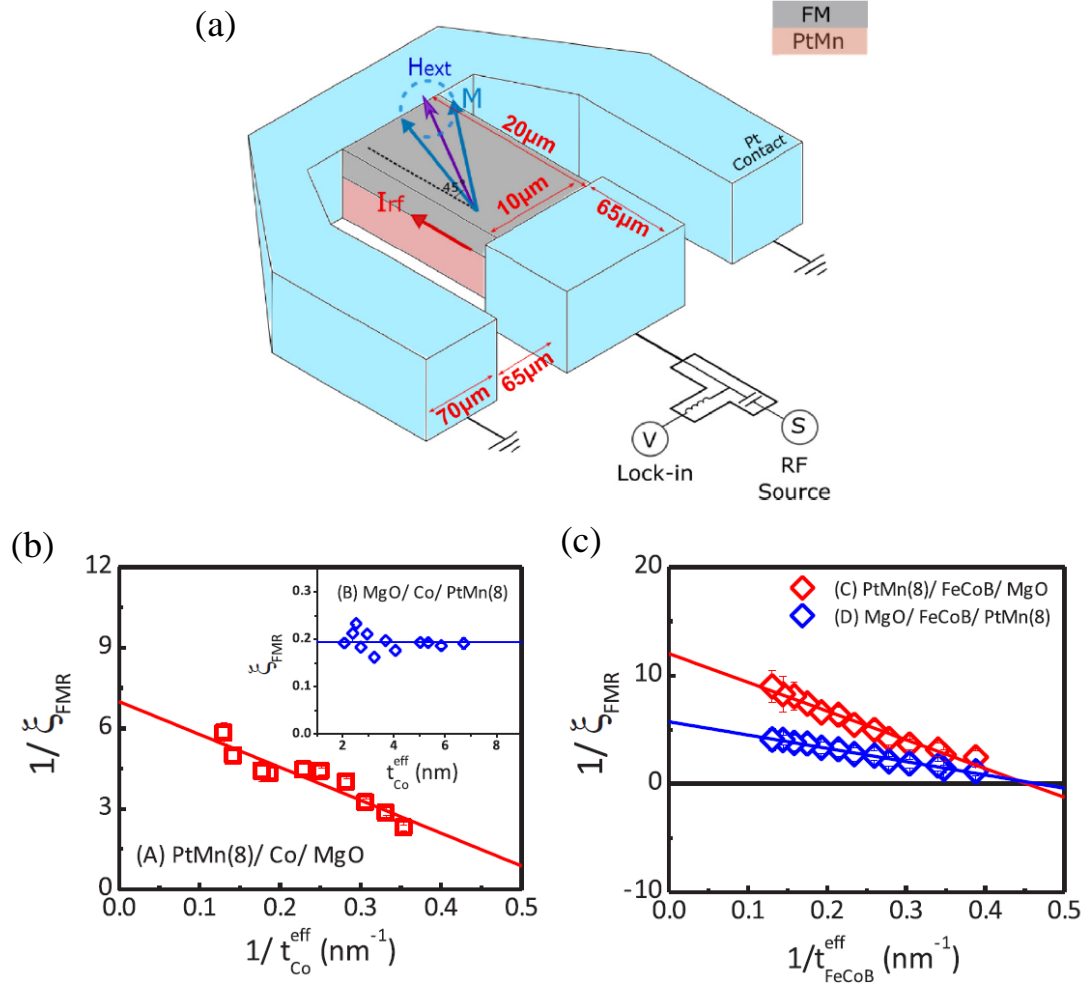 (a)
FM
PtMn
Hext
M
20μm
Pt
Contact
45°
10μm
65μm
Irf
65μm
70μm
V
S
Lock-in
RF
Source
(b)
12
9
6
3
0
1/ ξFMR
0.0
0.1
0.2
0.3
0.4
0.5
1/ t eff Co (nm-1)
(A) PtMn(8)/ Co/ MgO
(B) MgO/ Co/ PtMn(8)
0.3
0.2
0.1
0.0
ξFMR
2
4
6
8
t eff Co (nm)
(c)
20
10
0
-10
1/ ξFMR
(C) PtMn(8)/ FeCoB/ MgO
(D) MgO/ FeCoB/ PtMn(8)
0.0
0.1
0.2
0.3
0.4
0.5
1/t eff FeCoB (nm-1)